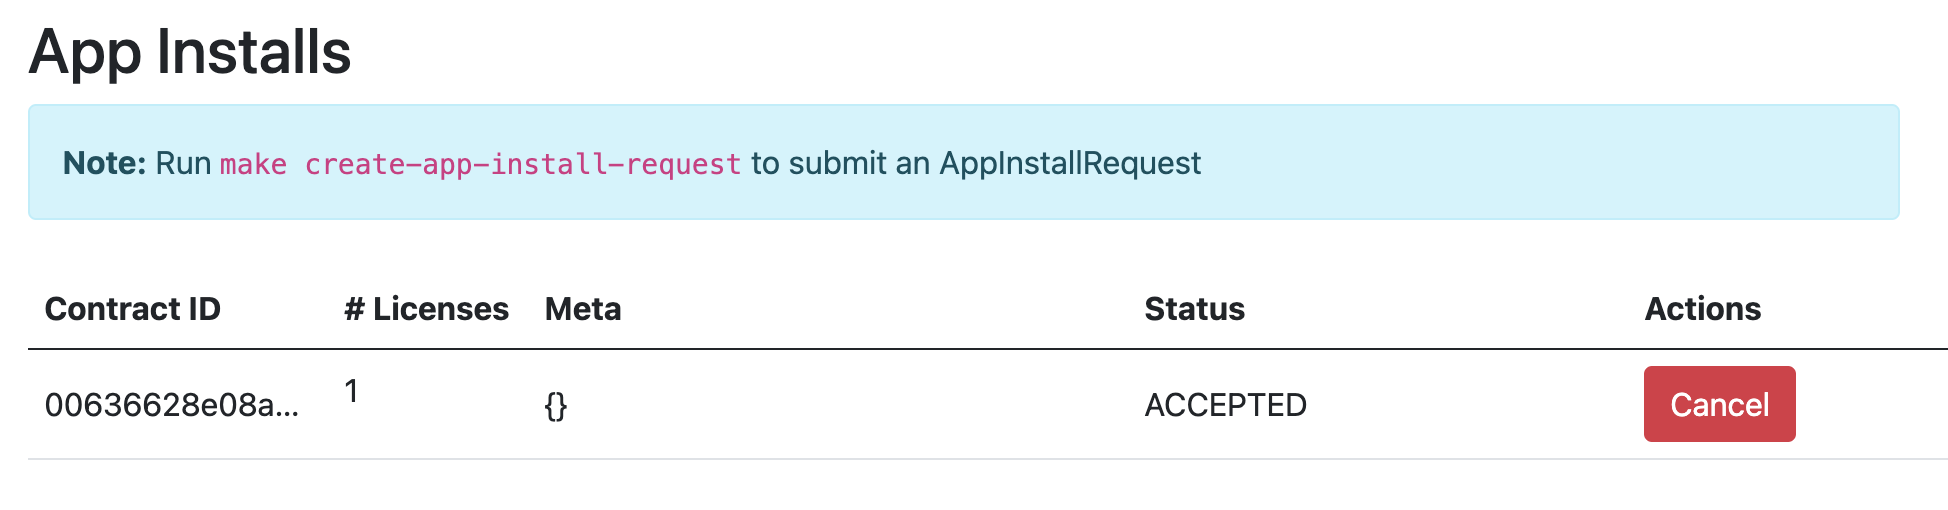 App Installs
Note: Run make create-app-install-request to submit an AppInstallRequest
Contract ID # Licenses Meta Status Actions
00636628e08a... 1 {} ACCEPTED Cancel